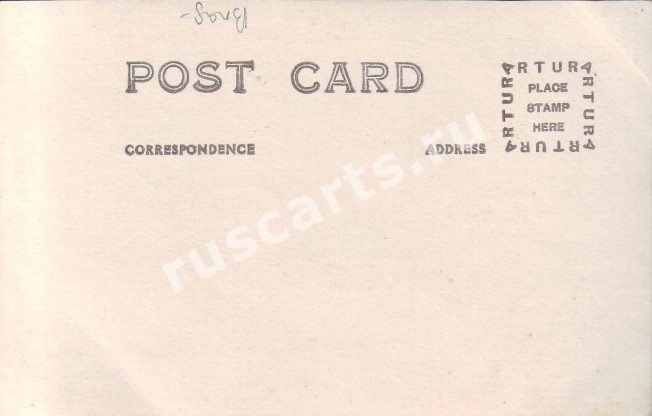 POST CARD
CORRESPONDENCE
ADDRESS
ARTURA
ARTURA
PLACE
STAMP
HERE
ARTURA
ARTURA
ruscarts.ru